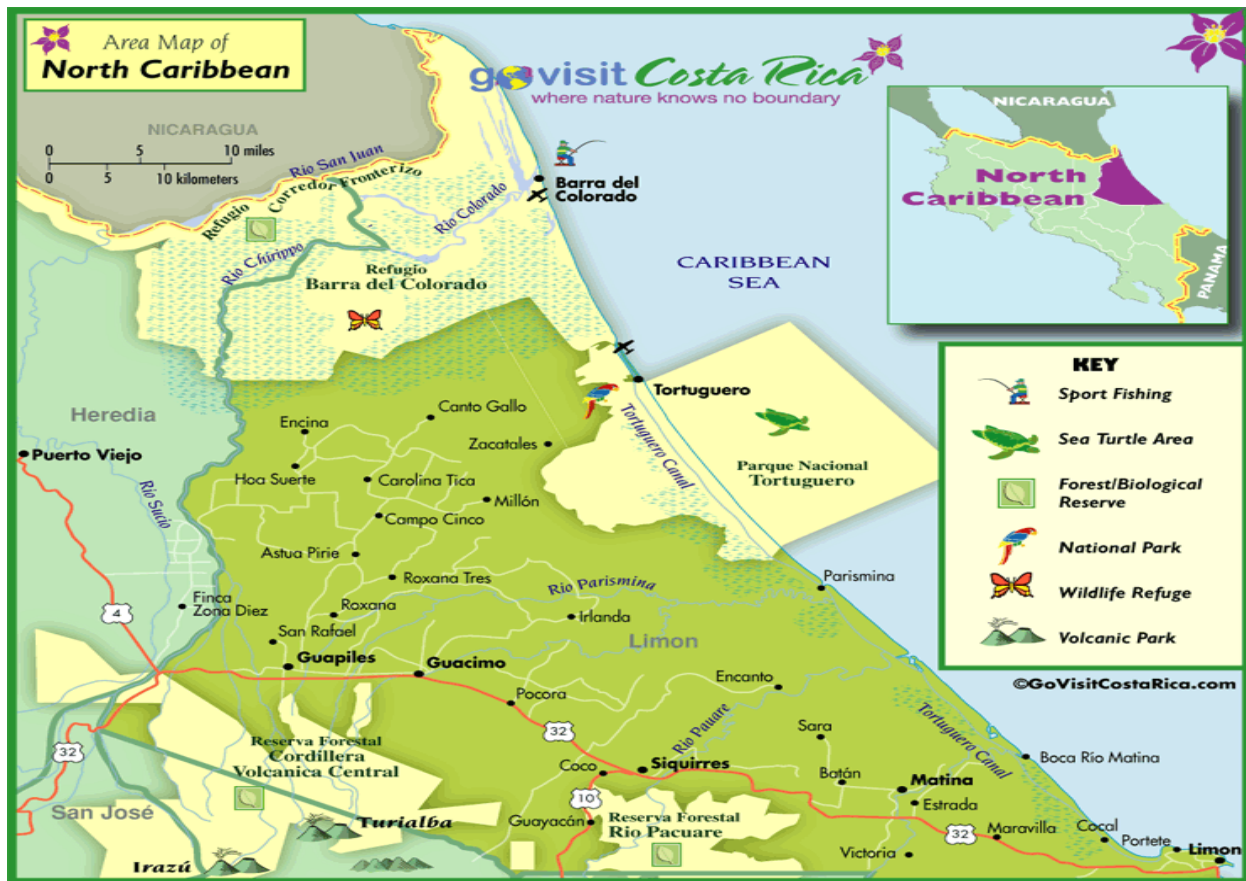 Area Map of
North Caribbean
govisit Costa Rica
where nature knows no boundary
NICARAGUA
0 5 10 miles
0 5 10 kilometers
Rio San Juan
Refugio Corredor Fronterizo
Barra del
Colorado
Rio Colorado
Rio Chirippo
Refugio
Barra del Colorado
CARIBBEAN
SEA
NICARAGUA
North
Caribbean
PANAMA
KEY
Sport Fishing
Sea Turtle Area
Forest/Biological
Reserve
National Park
Wildlife Refuge
Volcanic Park
©GoVisitCostaRica.com
Heredia
Puerto Viejo
Rio Sucio
Encina
Canto Gallo
Zacatales
Hoa Suerte
Carolina Tica
Millón
Campo Cinco
Astua Pirie
Roxana Tres
Tortuguero
Tortuguero Canal
Parque Nacional
Tortuguero
Parismina
Rio Parismina
Irlanda
Limon
4
Finca
Zona Diez
Roxana
San Rafael
Guapiles
Guacimo
Pocora
32
Encanto
Rio Pauare
Sara
Tortuguero Canal
Boca Río Matina
32
Reserva Forestal
Cordillera
Volcanica Central
Coco
Siquirres
Batán
Matina
Estrada
10
San José
Turialba
Guayacán
Reserva Forestal
Rio Pacuare
32
Maravilla
Cocal
Portete
Limon
Victoria
Irazú